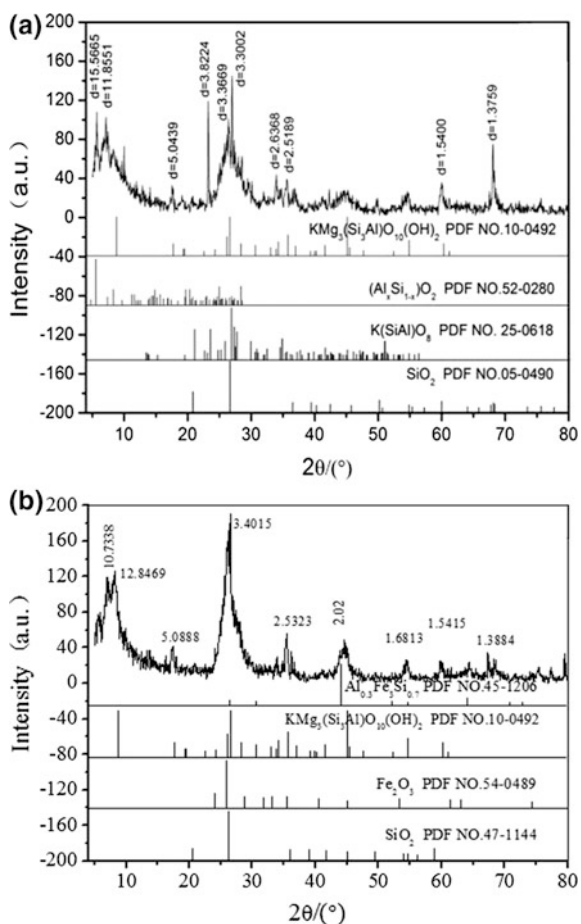 (a)
200
160
120
80
40
0
-40
-80
-120
-160
-200
Intensity (a.u.)
d=15.5665
d=11.8551
d=5.0439
d=3.8224
d=3.3669
d=3.3002
d=2.6368
d=2.5189
d=1.5400
d=1.3759
KMg3(Si3Al)O10(OH)2 PDF NO.10-0492
(AlxSi1-x)O2 PDF NO.52-0280
K(SiAl)O8 PDF NO. 25-0618
SiO2 PDF NO.05-0490
10 20 30 40 50 60 70 80
2θ/(°)
(b)
200
160
120
80
40
0
-40
-80
-120
-160
-200
Intensity (a.u.)
10.7338
12.8469
5.0888
3.4015
2.5323
2.02
1.6813
1.5415
1.3884
Al0.3Fe3Si0.7 PDF NO.45-1206
KMg3(Si3Al)O10(OH)2 PDF NO.10-0492
Fe2O3 PDF NO.54-0489
SiO2 PDF NO.47-1144
10 20 30 40 50 60 70 80
2θ/(°)